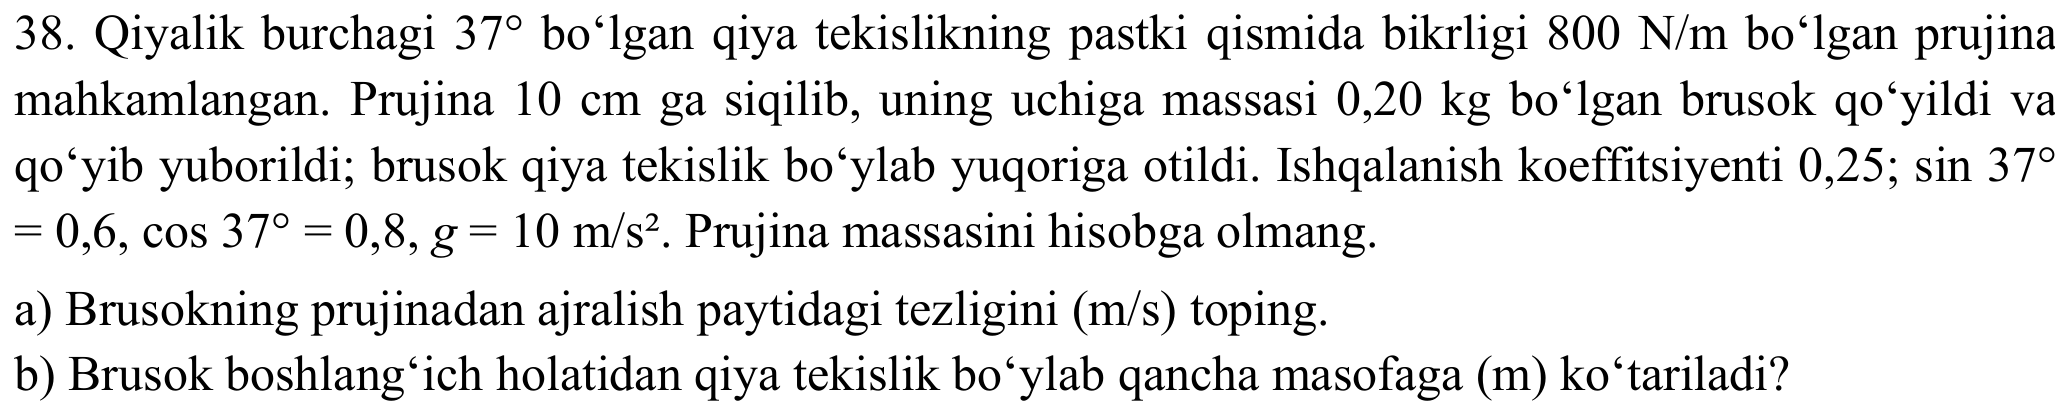 38. Qiyalik burchagi 37° bo‘lgan qiya tekislikning pastki qismida bikrligi 800 N/m bo‘lgan prujina
mahkamlangan. Prujina 10 cm ga siqilib, uning uchiga massasi 0,20 kg bo‘lgan brusok qo‘yildi va
qo‘yib yuborildi; brusok qiya tekislik bo‘ylab yuqoriga otildi. Ishqalanish koeffitsiyenti 0,25; sin 37°
= 0,6, cos 37° = 0,8, g = 10 m/s². Prujina massasini hisobga olmang.
a) Brusokning prujinadan ajralish paytidagi tezligini (m/s) toping.
b) Brusok boshlang‘ich holatidan qiya tekislik bo‘ylab qancha masofaga (m) ko‘tariladi?